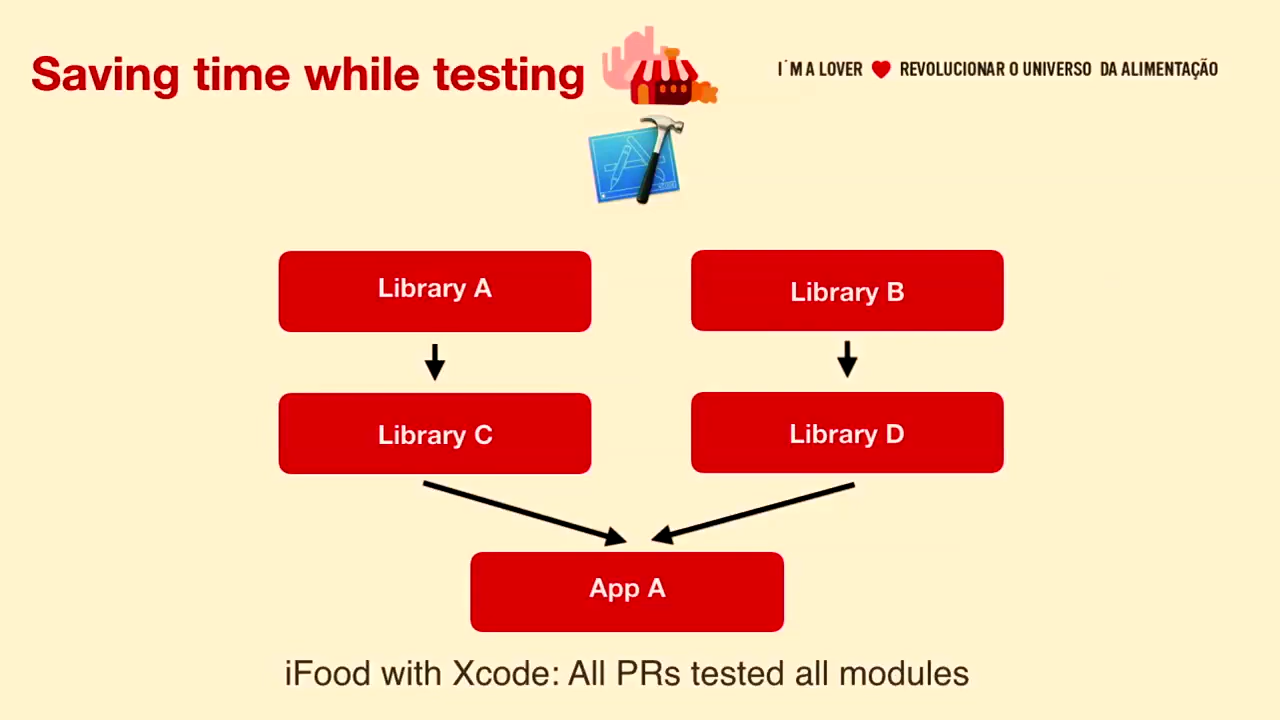 Saving time while testing
I´M A LOVER ❤ REVOLUCIONAR O UNIVERSO DA ALIMENTAÇÃO
Library A
Library B
Library C
Library D
App A
iFood with Xcode: All PRs tested all modules